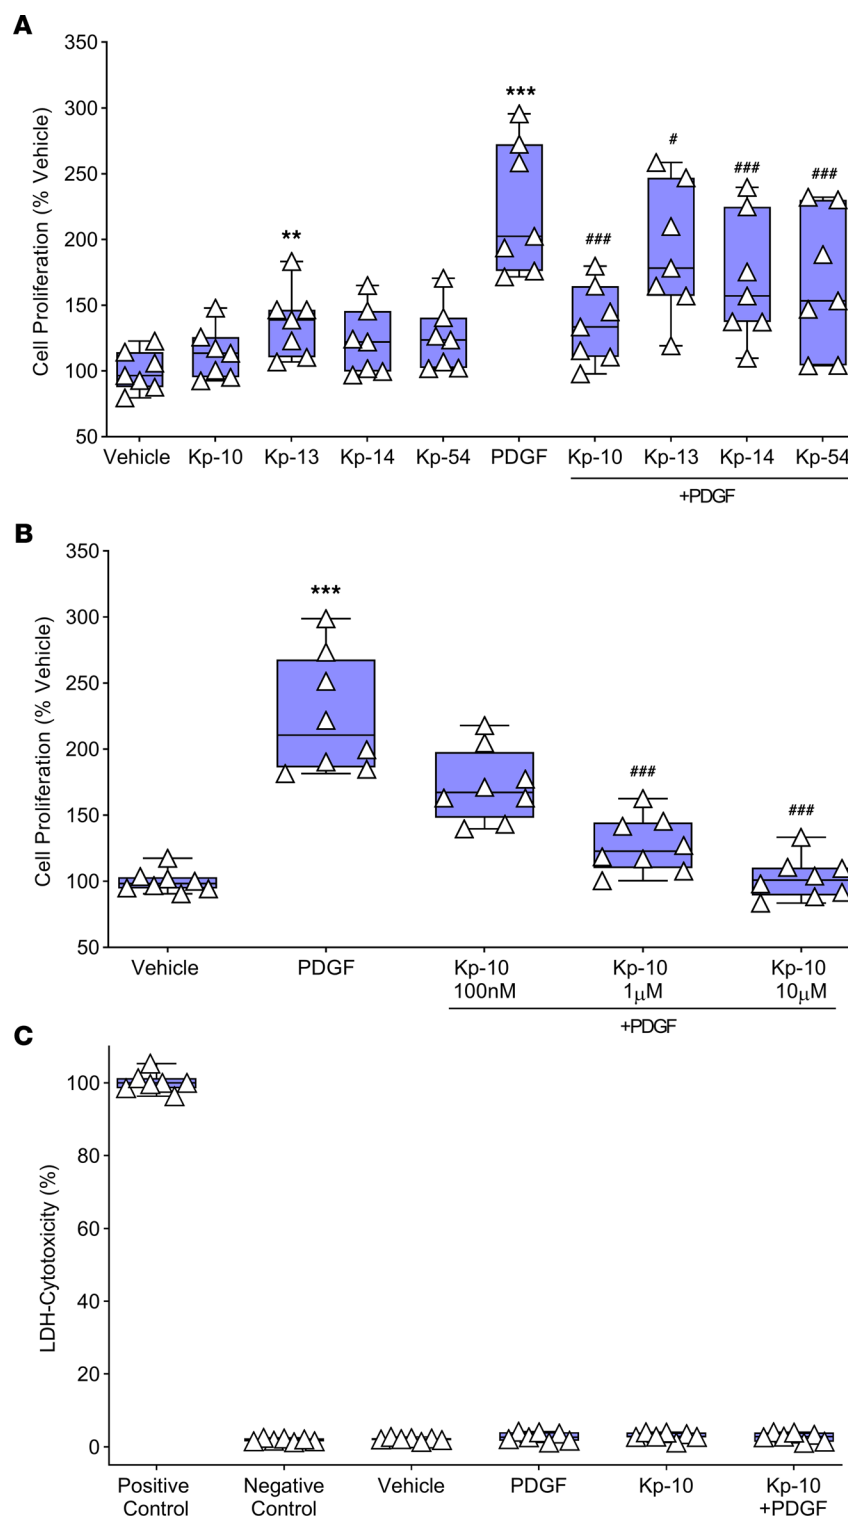 A
Cell Proliferation (% Vehicle)
350
300
250
200
150
100
50
***
**
###
#
###
###
Vehicle Kp-10 Kp-13 Kp-14 Kp-54 PDGF Kp-10 Kp-13 Kp-14 Kp-54
+PDGF
B
Cell Proliferation (% Vehicle)
350
300
250
200
150
100
50
***
###
###
Vehicle PDGF Kp-10 Kp-10 Kp-10
100nM 1μM 10μM
+PDGF
C
LDH-Cytotoxicity (%)
100
80
60
40
20
0
Positive Negative Vehicle PDGF Kp-10 Kp-10
Control Control +PDGF